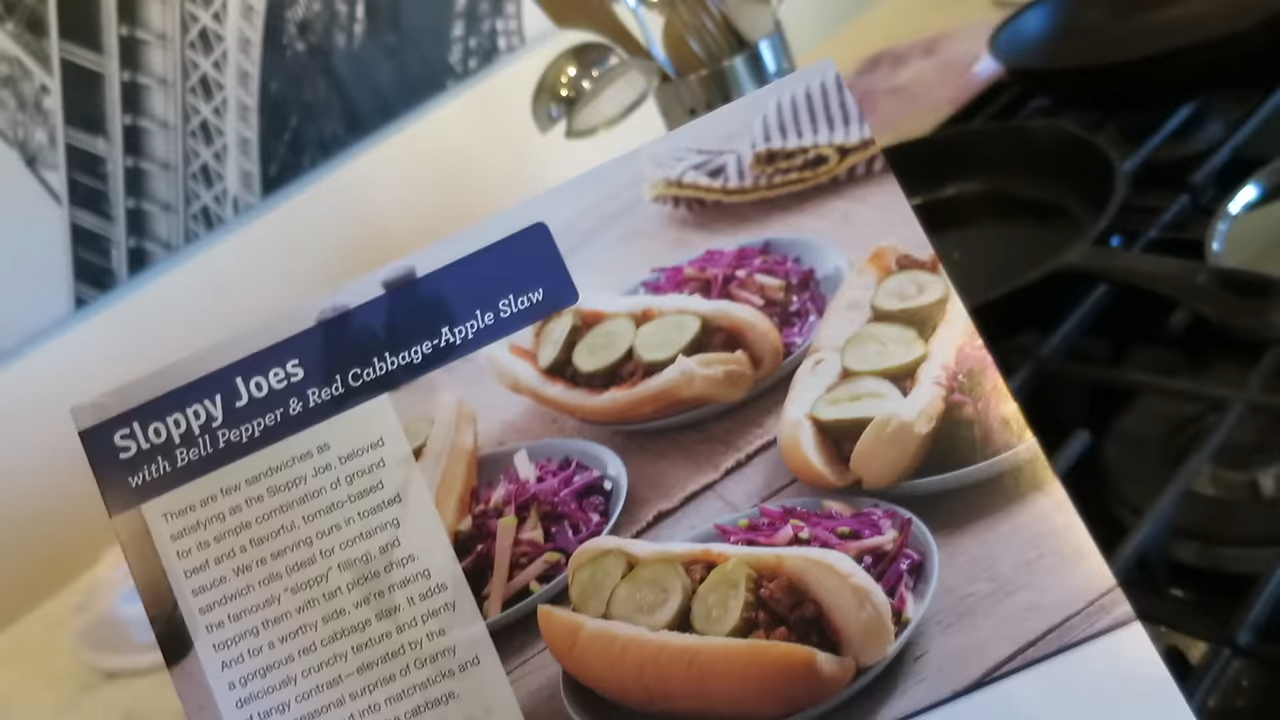 Sloppy Joes
with Bell Pepper & Red Cabbage-Apple Slaw
There are few sandwiches as
satisfying as the Sloppy Joe, beloved
for its simple combination of ground
beef and a flavorful, tomato-based
sauce. We're serving ours in toasted
sandwich rolls (ideal for containing
the famously "sloppy" filling), and
topping them with tart pickle chips.
And for a worthy side, we're making
a gorgeous red cabbage slaw. It adds
deliciously crunchy texture and plenty
of tangy contrast—elevated by the
seasonal surprise of Granny
into matchsticks and
cabbage.